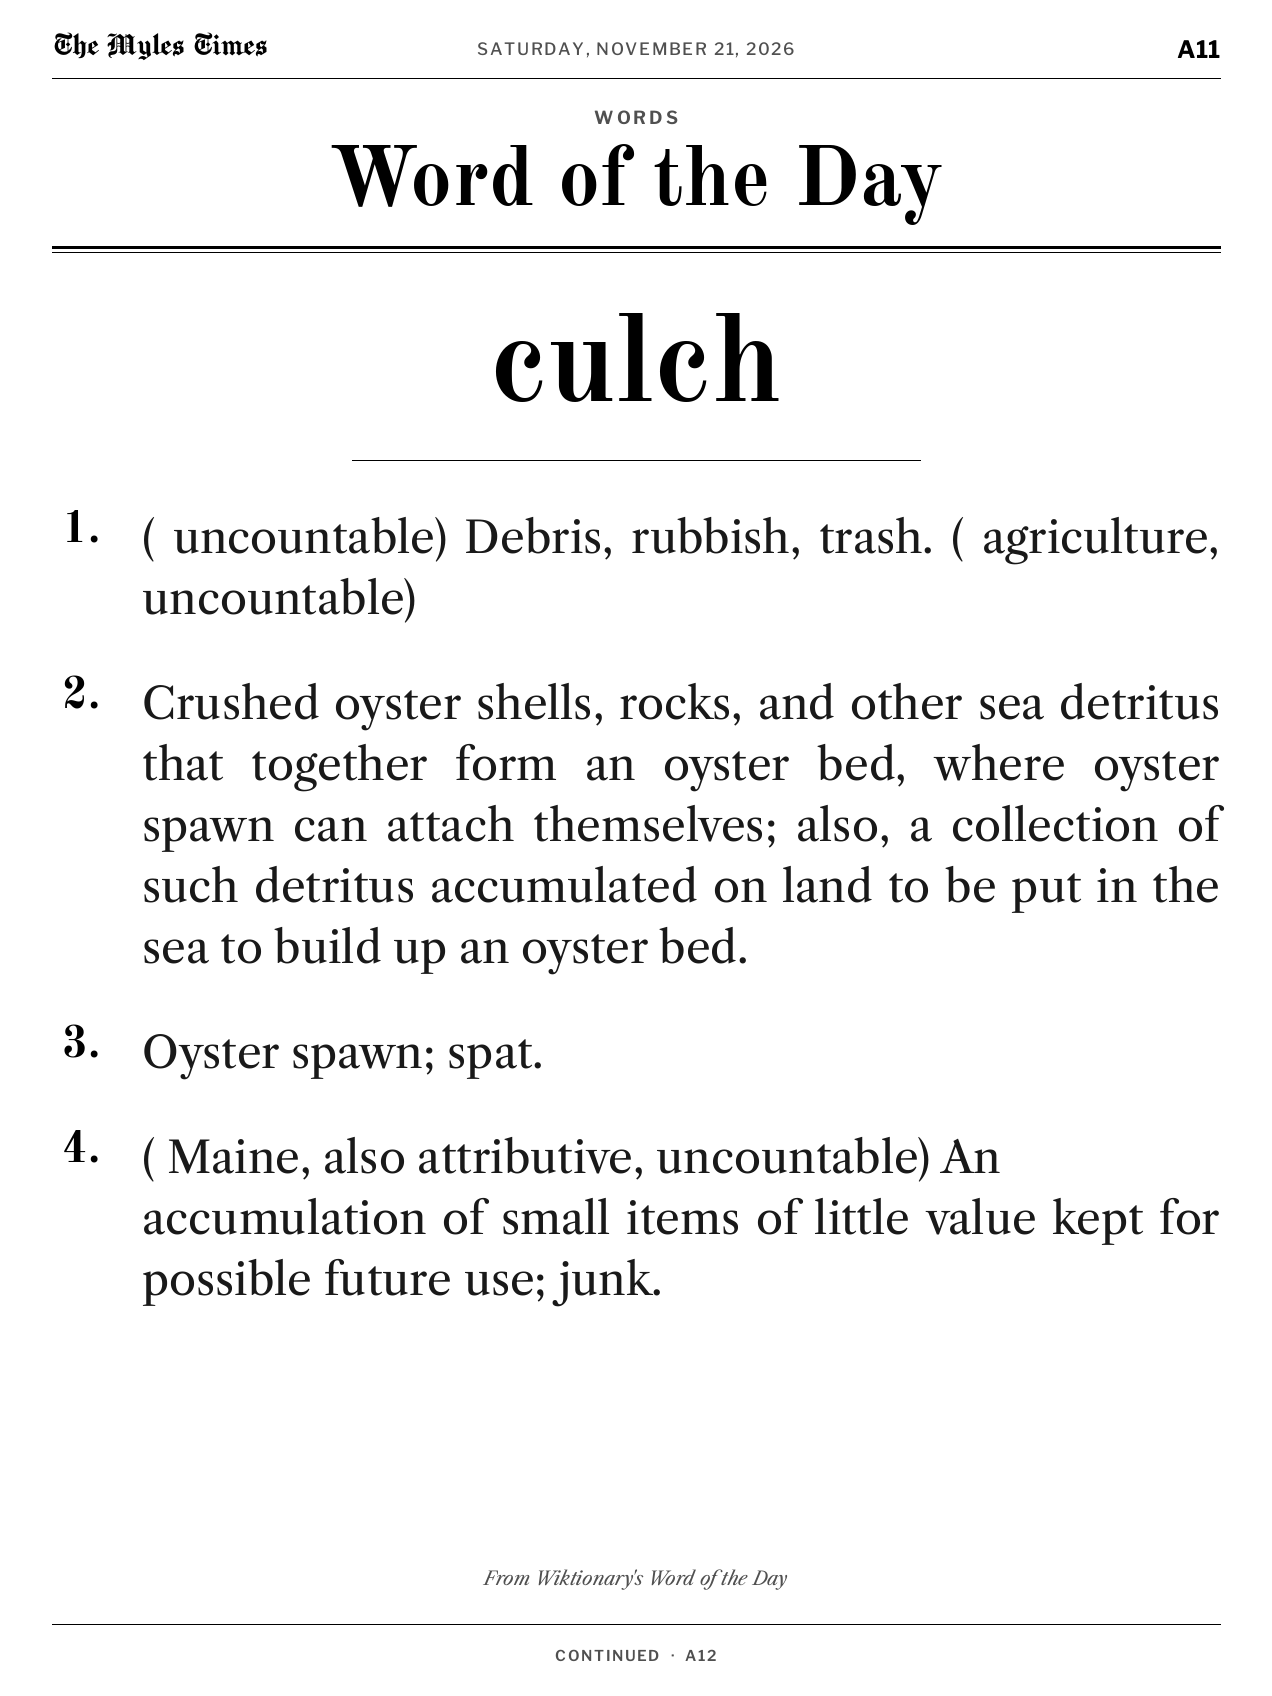 The Myles Times
SATURDAY, NOVEMBER 21, 2026
A11
WORDS
Word of the Day
culch
1. ( uncountable) Debris, rubbish, trash. ( agriculture,
uncountable)
2. Crushed oyster shells, rocks, and other sea detritus
that together form an oyster bed, where oyster
spawn can attach themselves; also, a collection of
such detritus accumulated on land to be put in the
sea to build up an oyster bed.
3. Oyster spawn; spat.
4. ( Maine, also attributive, uncountable) An
accumulation of small items of little value kept for
possible future use; junk.
From Wiktionary's Word of the Day
CONTINUED · A12